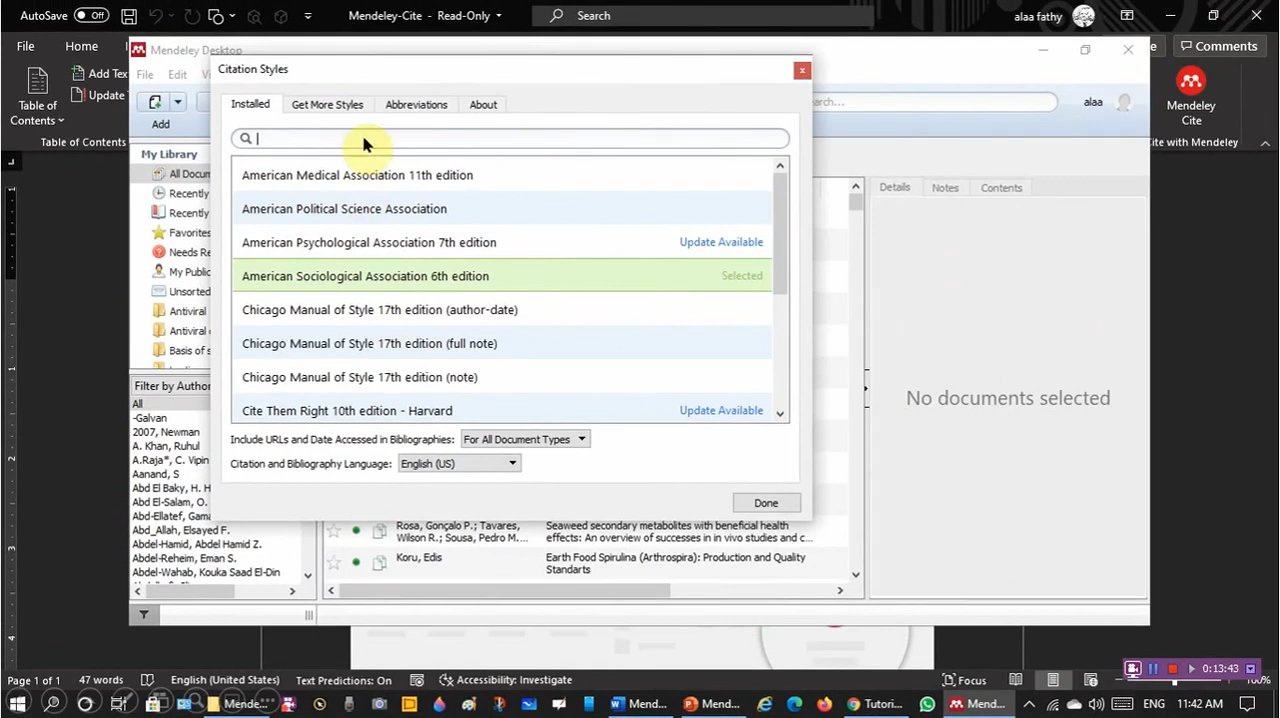 AutoSave Off Mendeley-Cite - Read-Only Search alaa fathy
File Home Comments
Mendeley Desktop
File Edit
Table of Contents
Add Tex
Update
Table of Contents
Add
My Library
All Docum
Recently
Recently
Favorites
Needs Re
My Public
Unsorted
Antiviral
Antiviral
Basis of s
Filter by Author
All
-Galvan
2007, Newman
A. Khan, Ruhul
A.Raja*, C. Vipin
Aanand, S
Abd El Baky, H. H
Abd El-Salam, O.
Abd-Ellatef, Gama
Abd_Allah, Elsayed F.
Abdel-Hamid, Abdel Hamid Z.
Abdel-Reheim, Eman S.
Abdel-Wahab, Kouka Saad El-Din
Citation Styles
Installed Get More Styles Abbreviations About
American Medical Association 11th edition
American Political Science Association
American Psychological Association 7th edition Update Available
American Sociological Association 6th edition Selected
Chicago Manual of Style 17th edition (author-date)
Chicago Manual of Style 17th edition (full note)
Chicago Manual of Style 17th edition (note)
Cite Them Right 10th edition - Harvard Update Available
Include URLs and Date Accessed in Bibliographies: For All Document Types
Citation and Bibliography Language: English (US)
Done
Rosa, Gonçalo P.; Tavares, Wilson R.; Sousa, Pedro M....
Seaweed secondary metabolites with beneficial health
effects: An overview of successes in in vivo studies and c...
Koru, Edis
Earth Food Spirulina (Arthrospira): Production and Quality
Standarts
arch...
alaa
Details Notes Contents
No documents selected
Mendeley
Cite
ite with Mendeley
0:13:43
Page 1 of 1 47 words English (United States) Text Predictions: On Accessibility: Investigate Focus 100%
Mende Mend... Mend... Tutori... Mend... ENG 11:42 AM